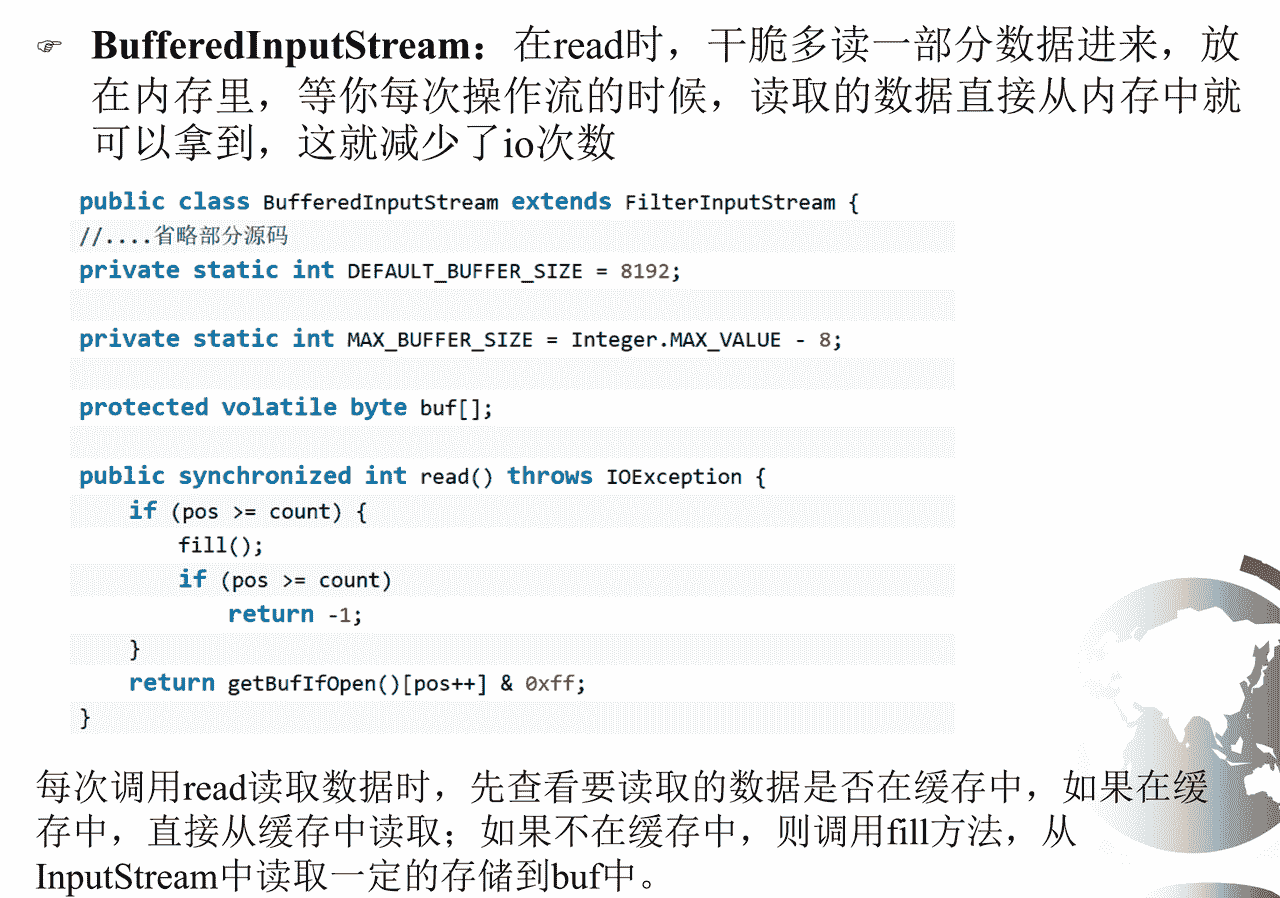 ☞ BufferedInputStream：在read时，干脆多读一部分数据进来，放
在内存里，等你每次操作流的时候，读取的数据直接从内存中就
可以拿到，这就减少了io次数
public class BufferedInputStream extends FilterInputStream {
//....省略部分源码
private static int DEFAULT_BUFFER_SIZE = 8192;
private static int MAX_BUFFER_SIZE = Integer.MAX_VALUE - 8;
protected volatile byte buf[];
public synchronized int read() throws IOException {
    if (pos >= count) {
        fill();
        if (pos >= count)
            return -1;
    }
    return getBufIfOpen()[pos++] & 0xff;
}
每次调用read读取数据时，先查看要读取的数据是否在缓存中，如果在缓
存中，直接从缓存中读取；如果不在缓存中，则调用fill方法，从
InputStream中读取一定的存储到buf中。